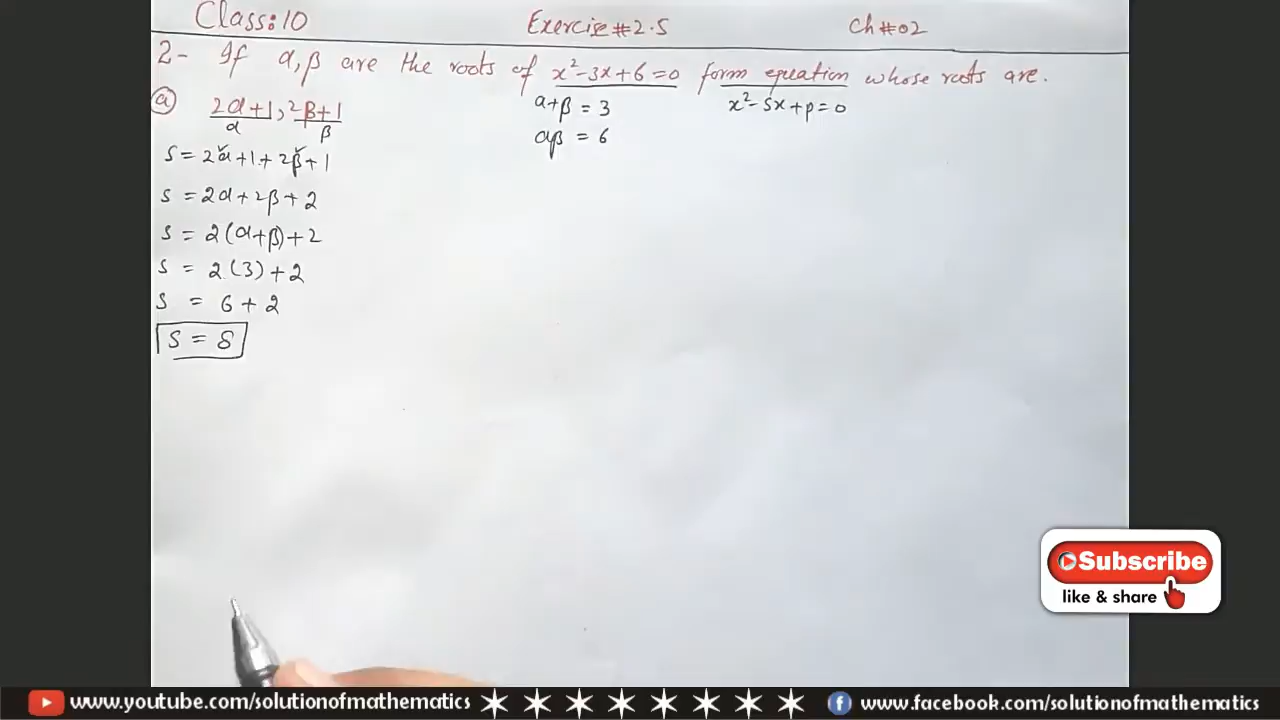 Class:10 Exercise#2.5 Ch#02
2- If α,β are the roots of x²-3x+6=0 form equation whose roots are.
(a) 2α+1, 2β+1
α β
α+β = 3
αβ = 6
x²-Sx+p=0
S = 2α+1+2β+1
S = 2α+2β+2
S = 2(α+β)+2
S = 2(3)+2
S = 6+2
S = 8
Subscribe
like & share
www.youtube.com/solutionofmathematics
www.facebook.com/solutionofmathematics